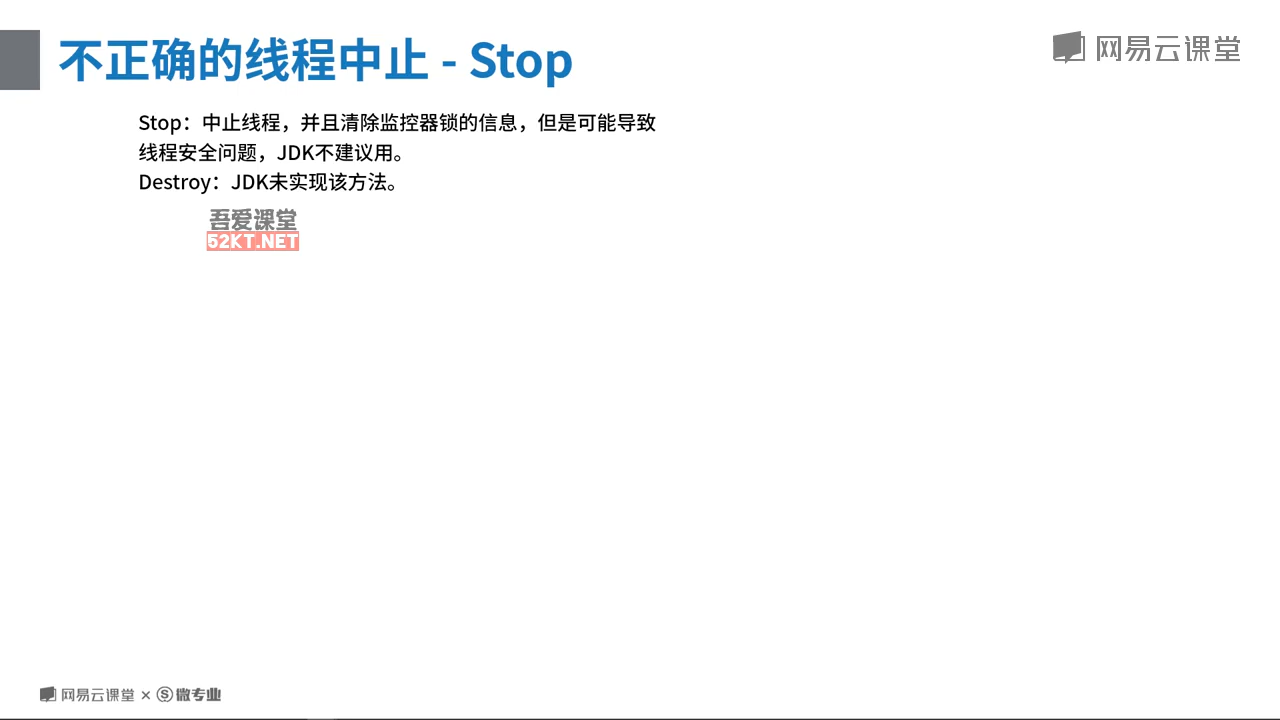 不正确的线程中止 - Stop
网易云课堂
Stop：中止线程，并且清除监控器锁的信息，但是可能导致
线程安全问题，JDK不建议用。
Destroy：JDK未实现该方法。
吾爱课堂
52KT.NET
网易云课堂 × Ⓢ微专业